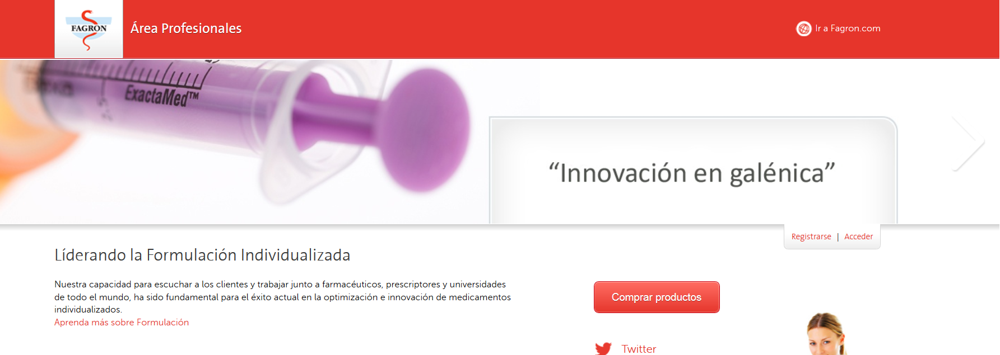 FAGRON
Área Profesionales
Ir a Fagron.com
ExactaMed™
2.5
“Innovación en galénica”
Registrarse | Acceder
Líderando la Formulación Individualizada
Nuestra capacidad para escuchar a los clientes y trabajar junto a farmacéuticos, prescriptores y universidades
de todo el mundo, ha sido fundamental para el éxito actual en la optimización e innovación de medicamentos
individualizados.
Aprenda más sobre Formulación
Comprar productos
Twitter